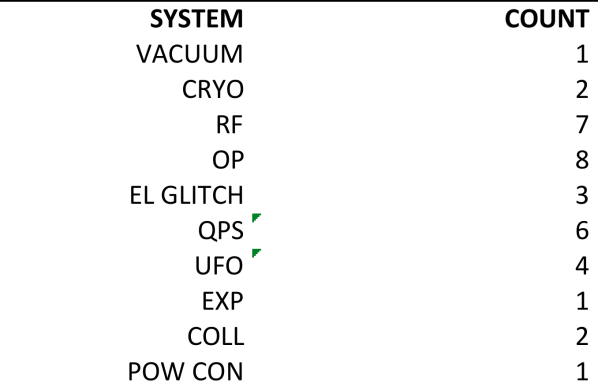 SYSTEM COUNT
VACUUM 1
CRYO 2
RF 7
OP 8
EL GLITCH 3
QPS 6
UFO 4
EXP 1
COLL 2
POW CON 1